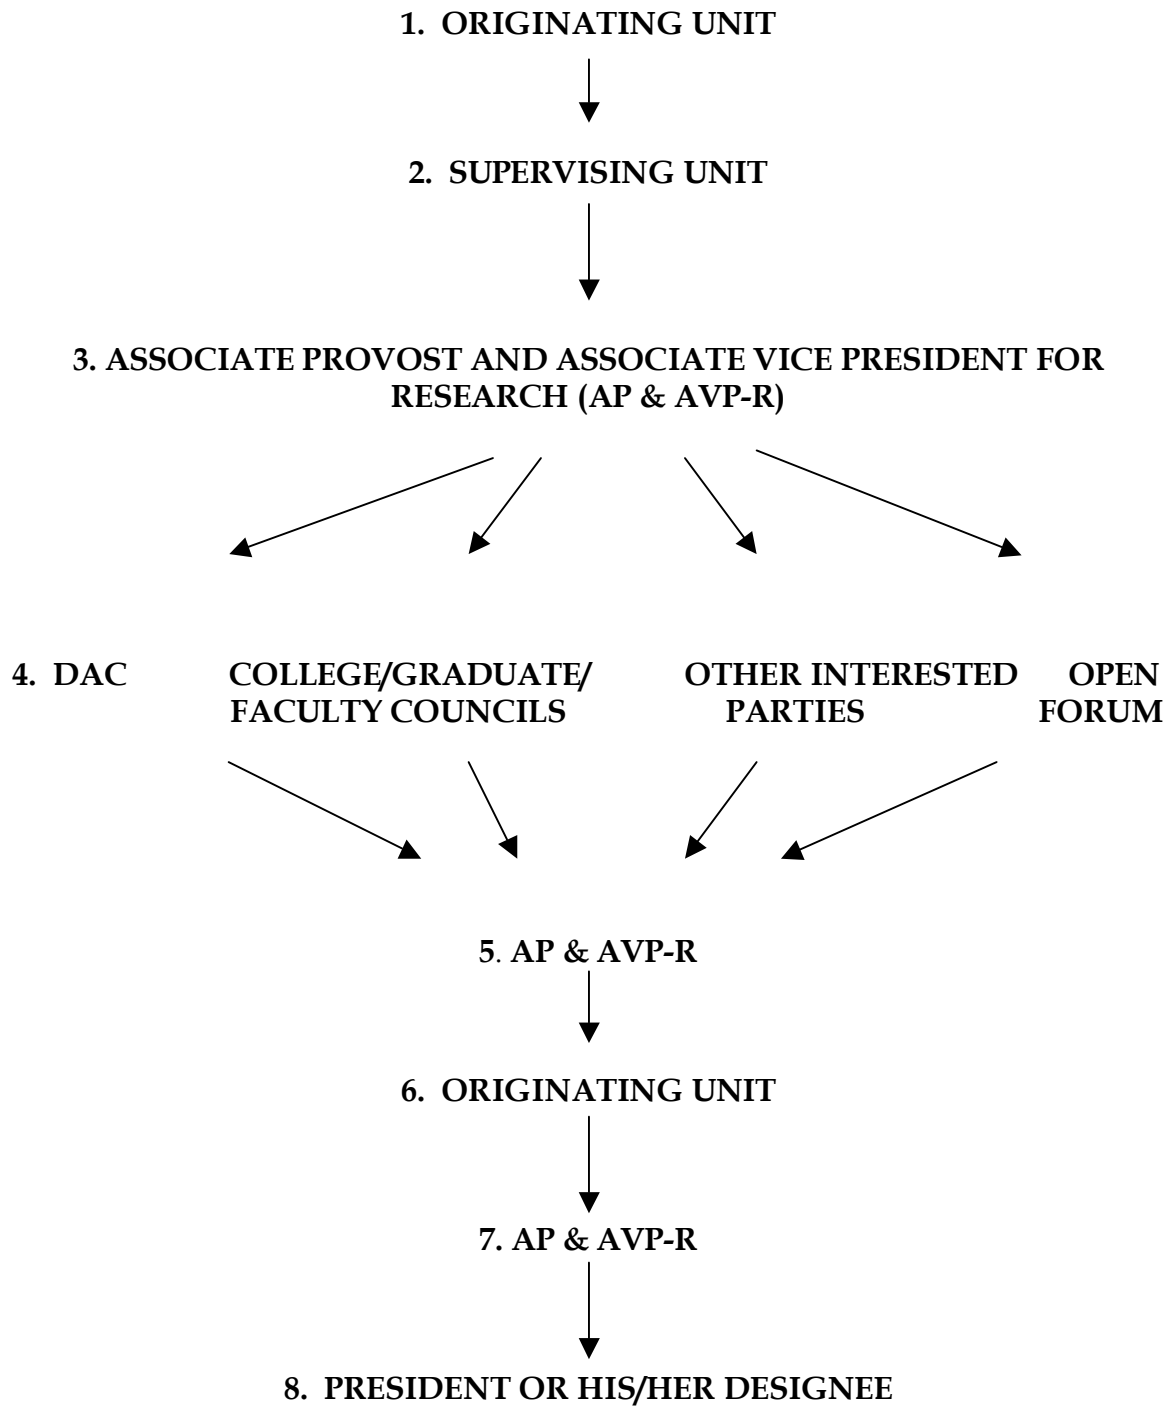 1. ORIGINATING UNIT
2. SUPERVISING UNIT
3. ASSOCIATE PROVOST AND ASSOCIATE VICE PRESIDENT FOR
RESEARCH (AP & AVP-R)
4. DAC COLLEGE/GRADUATE/ OTHER INTERESTED OPEN
FACULTY COUNCILS PARTIES FORUM
5. AP & AVP-R
6. ORIGINATING UNIT
7. AP & AVP-R
8. PRESIDENT OR HIS/HER DESIGNEE